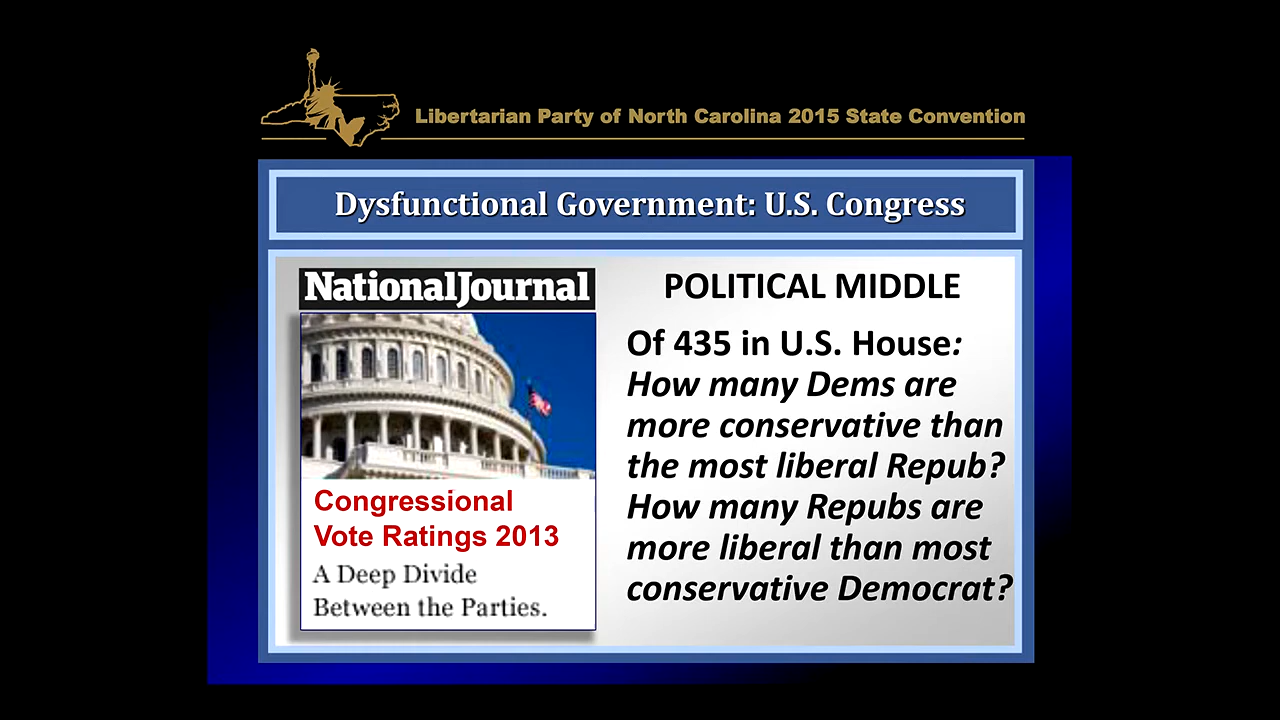 Libertarian Party of North Carolina 2015 State Convention
Dysfunctional Government: U.S. Congress
NationalJournal
Congressional
Vote Ratings 2013
A Deep Divide
Between the Parties.
POLITICAL MIDDLE
Of 435 in U.S. House:
How many Dems are
more conservative than
the most liberal Repub?
How many Repubs are
more liberal than most
conservative Democrat?